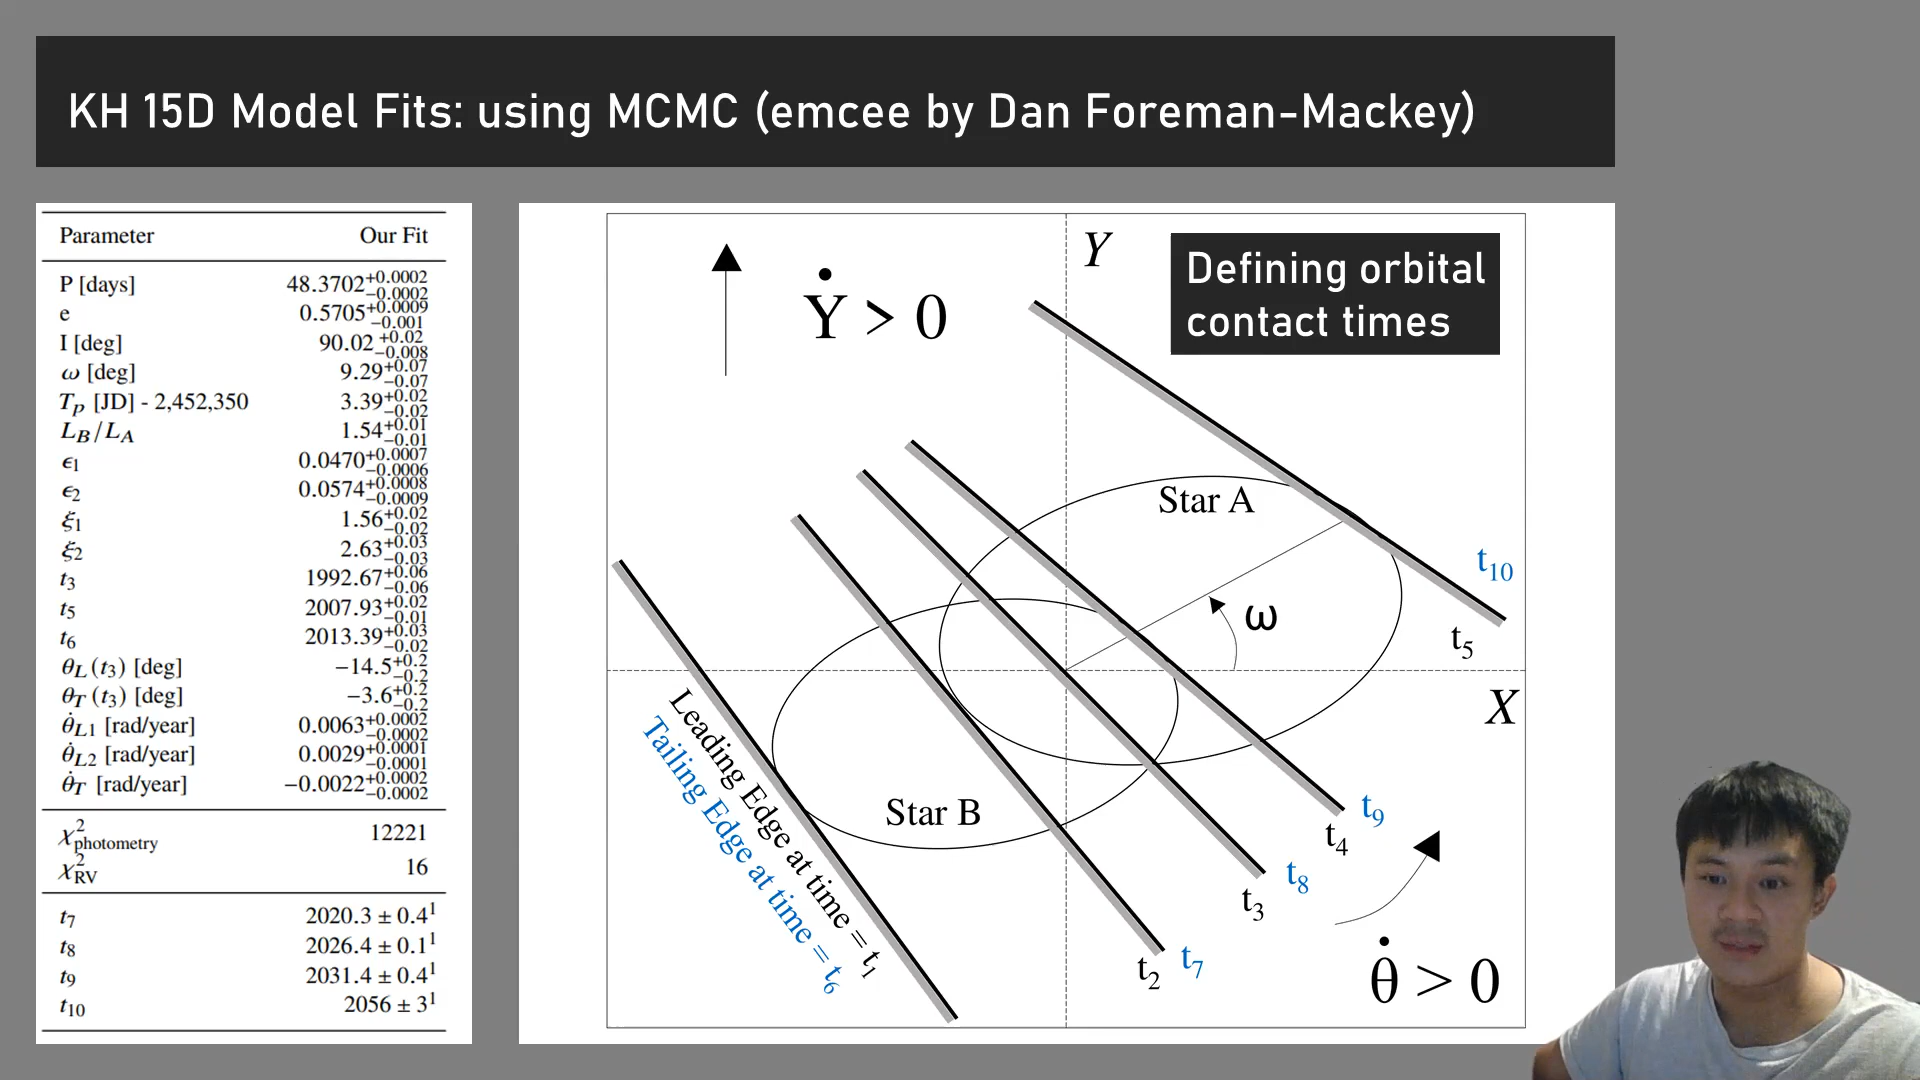 KH 15D Model Fits: using MCMC (emcee by Dan Foreman-Mackey)
Parameter Our Fit
P [days] 48.3702+0.0002 −0.0002
e 0.5705+0.0009 −0.001
I [deg] 90.02+0.02 −0.008
ω [deg] 9.29+0.07 −0.07
Tp [JD] - 2,452,350 3.39+0.02 −0.02
LB/LA 1.54+0.01 −0.01
ϵ1 0.0470+0.0007 −0.0006
ϵ2 0.0574+0.0008 −0.0009
ξ1 1.56+0.02 −0.02
ξ2 2.63+0.03 −0.03
t3 1992.67+0.06 −0.06
t5 2007.93+0.02 −0.01
t6 2013.39+0.03 −0.02
θL(t3) [deg] −14.5+0.2 −0.2
θT(t3) [deg] −3.6+0.2 −0.2
θ̇L1 [rad/year] 0.0063+0.0002 −0.0002
θ̇L2 [rad/year] 0.0029+0.0001 −0.0001
θ̇T [rad/year] −0.0022+0.0002 −0.0002
χ²photometry 12221
χ²RV 16
t7 2020.3 ± 0.4¹
t8 2026.4 ± 0.1¹
t9 2031.4 ± 0.4¹
t10 2056 ± 3¹
Ẏ > 0
Y
Defining orbital
contact times
Star A
t10
ω
t5
X
Leading Edge at time = t1
Tailing Edge at time = t6
Star B
t9
t4
t8
t3
t7
t2
θ̇ > 0